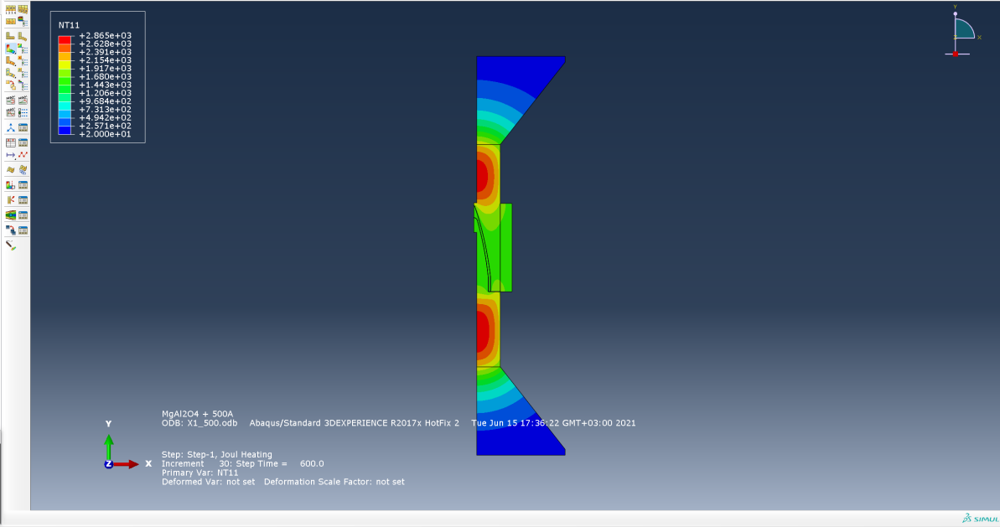 NT11
+2.865e+03
+2.628e+03
+2.391e+03
+2.154e+03
+1.917e+03
+1.680e+03
+1.443e+03
+1.206e+03
+9.684e+02
+7.313e+02
+4.942e+02
+2.571e+02
+2.000e+01
Y
X
Z
MgAl2O4 + 500A
ODB: X1_500.odb Abaqus/Standard 3DEXPERIENCE R2017x HotFix 2 Tue Jun 15 17:36:22 GMT+03:00 2021
Y
Z X
Step: Step-1, Joul Heating
Increment 30: Step Time = 600.0
Primary Var: NT11
Deformed Var: not set Deformation Scale Factor: not set
SIMUL